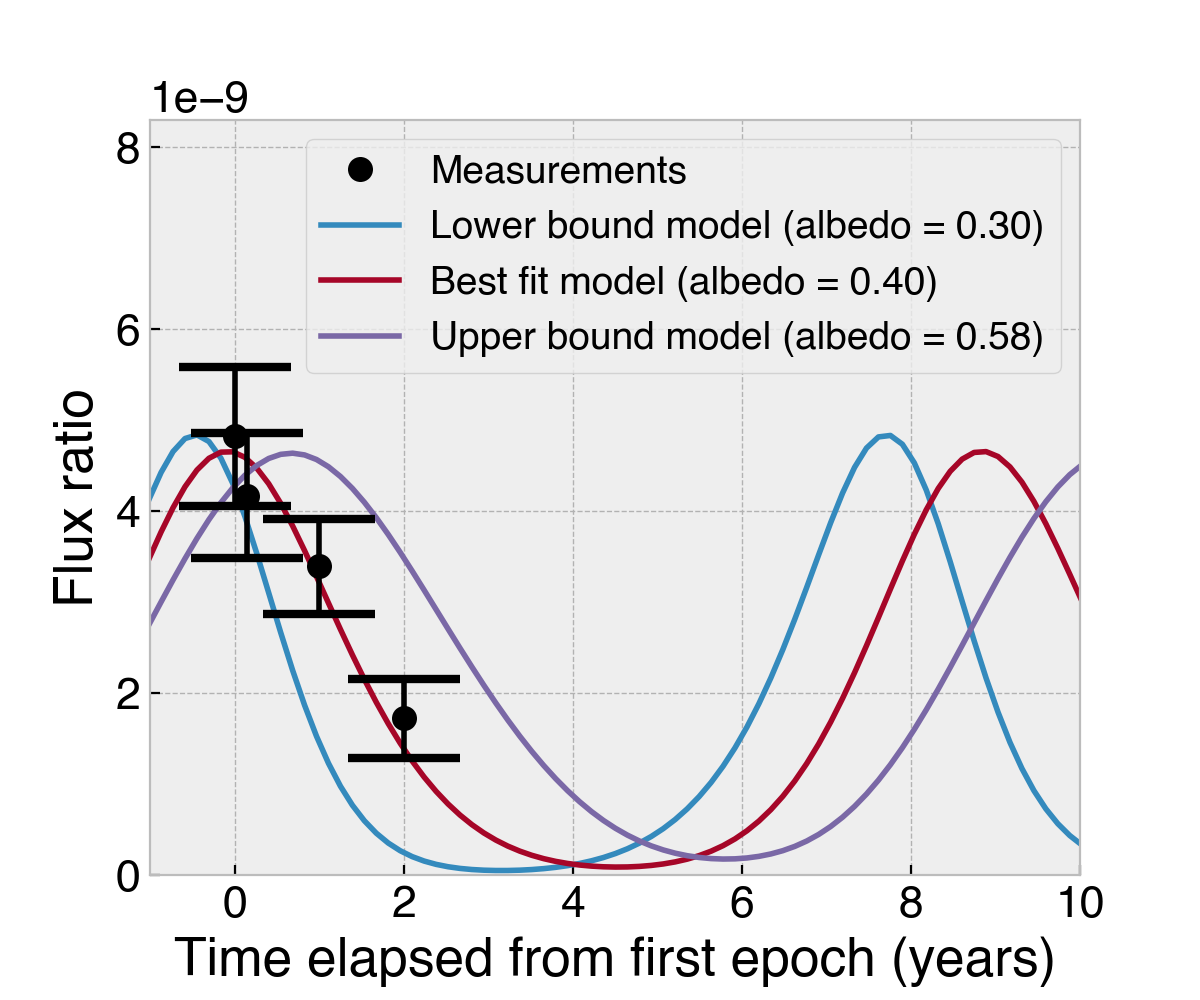 1e−9
8
6
4
2
0
Flux ratio
Measurements
Lower bound model (albedo = 0.30)
Best fit model (albedo = 0.40)
Upper bound model (albedo = 0.58)
0 2 4 6 8 10
Time elapsed from first epoch (years)